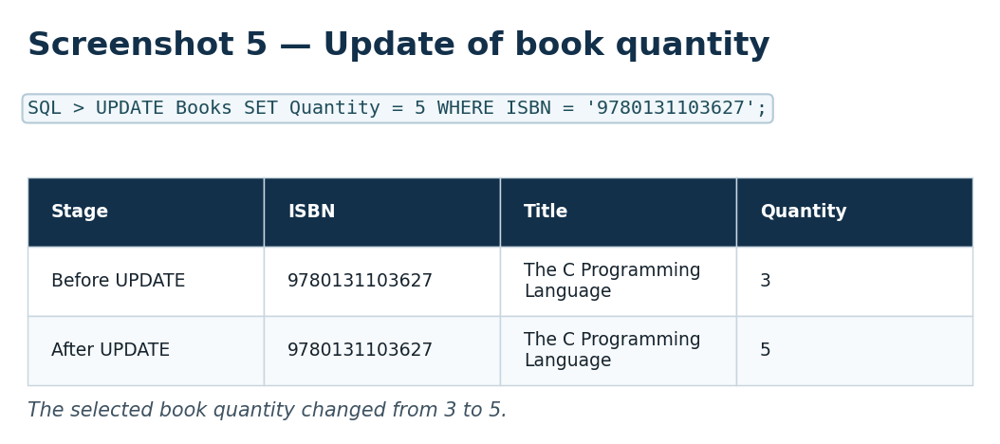 Screenshot 5 — Update of book quantity
SQL > UPDATE Books SET Quantity = 5 WHERE ISBN = '9780131103627';
Stage ISBN Title Quantity
Before UPDATE 9780131103627 The C Programming Language 3
After UPDATE 9780131103627 The C Programming Language 5
The selected book quantity changed from 3 to 5.